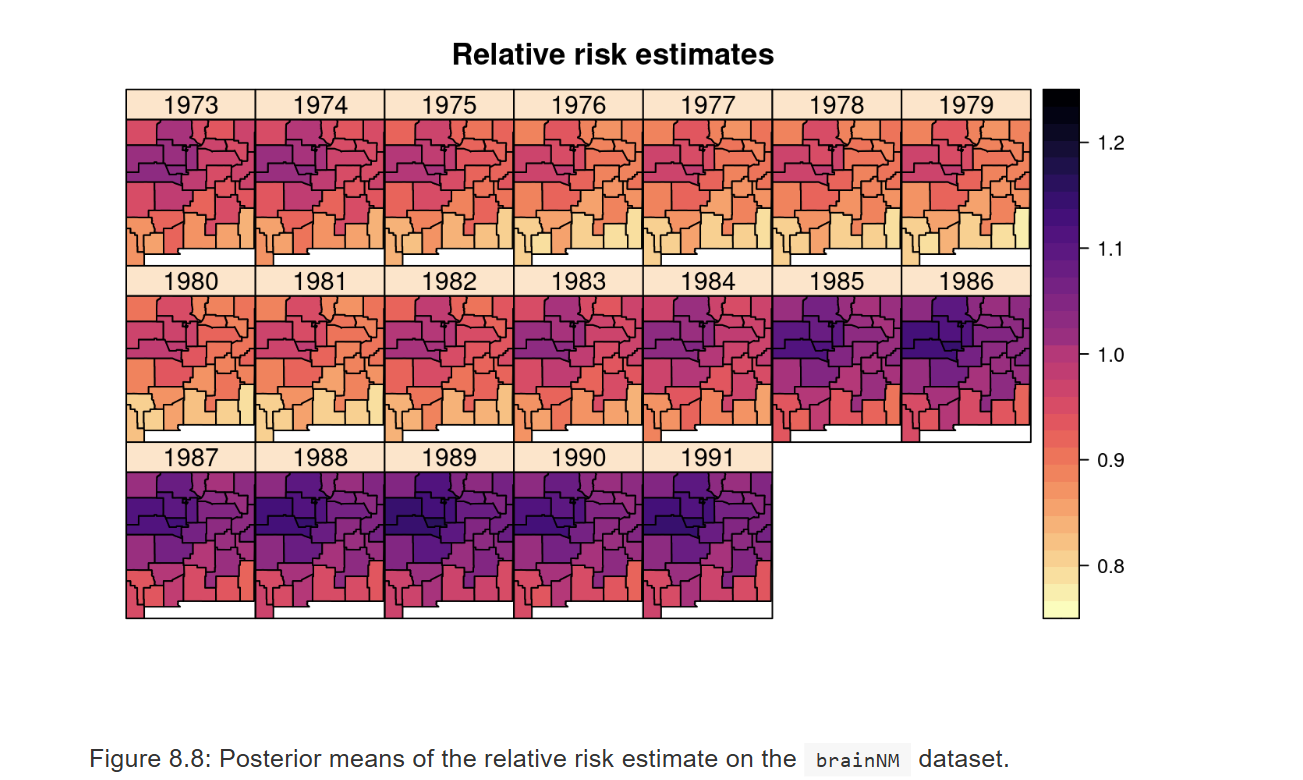 Relative risk estimates
1973 1974 1975 1976 1977 1978 1979
1.2
1.1
1980 1981 1982 1983 1984 1985 1986
1.0
0.9
1987 1988 1989 1990 1991
0.8
Figure 8.8: Posterior means of the relative risk estimate on the brainNM dataset.